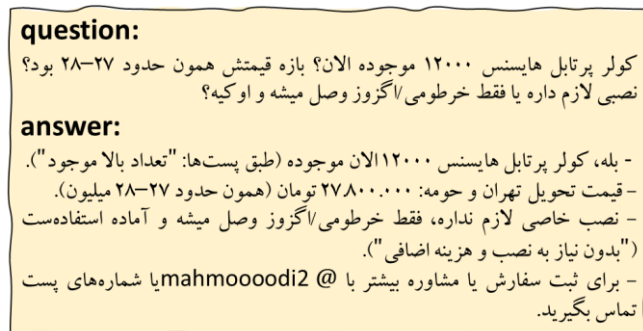 question:
کولر پرتابل هایسنس ۱۲۰۰۰ موجوده الان؟ بازه قیمتش همون حدود ۲۷–۲۸ بود؟
نصبی لازم داره یا فقط خرطومی/اگزوز وصل میشه و اوکیه؟
answer:
- بله، کولر پرتابل هایسنس ۱۲۰۰۰الان موجوده (طبق پست‌ها: "تعداد بالا موجود").
- قیمت تحویل تهران و حومه: ۲۷.۸۰۰.۰۰۰ تومان (همون حدود ۲۷–۲۸ میلیون).
- نصب خاصی لازم نداره، فقط خرطومی/اگزوز وصل میشه و آماده استفاده‌ست
("بدون نیاز به نصب و هزینه اضافی").
- برای ثبت سفارش یا مشاوره بیشتر با @ mahmoooodi2یا شماره‌های پست
تماس بگیرید.